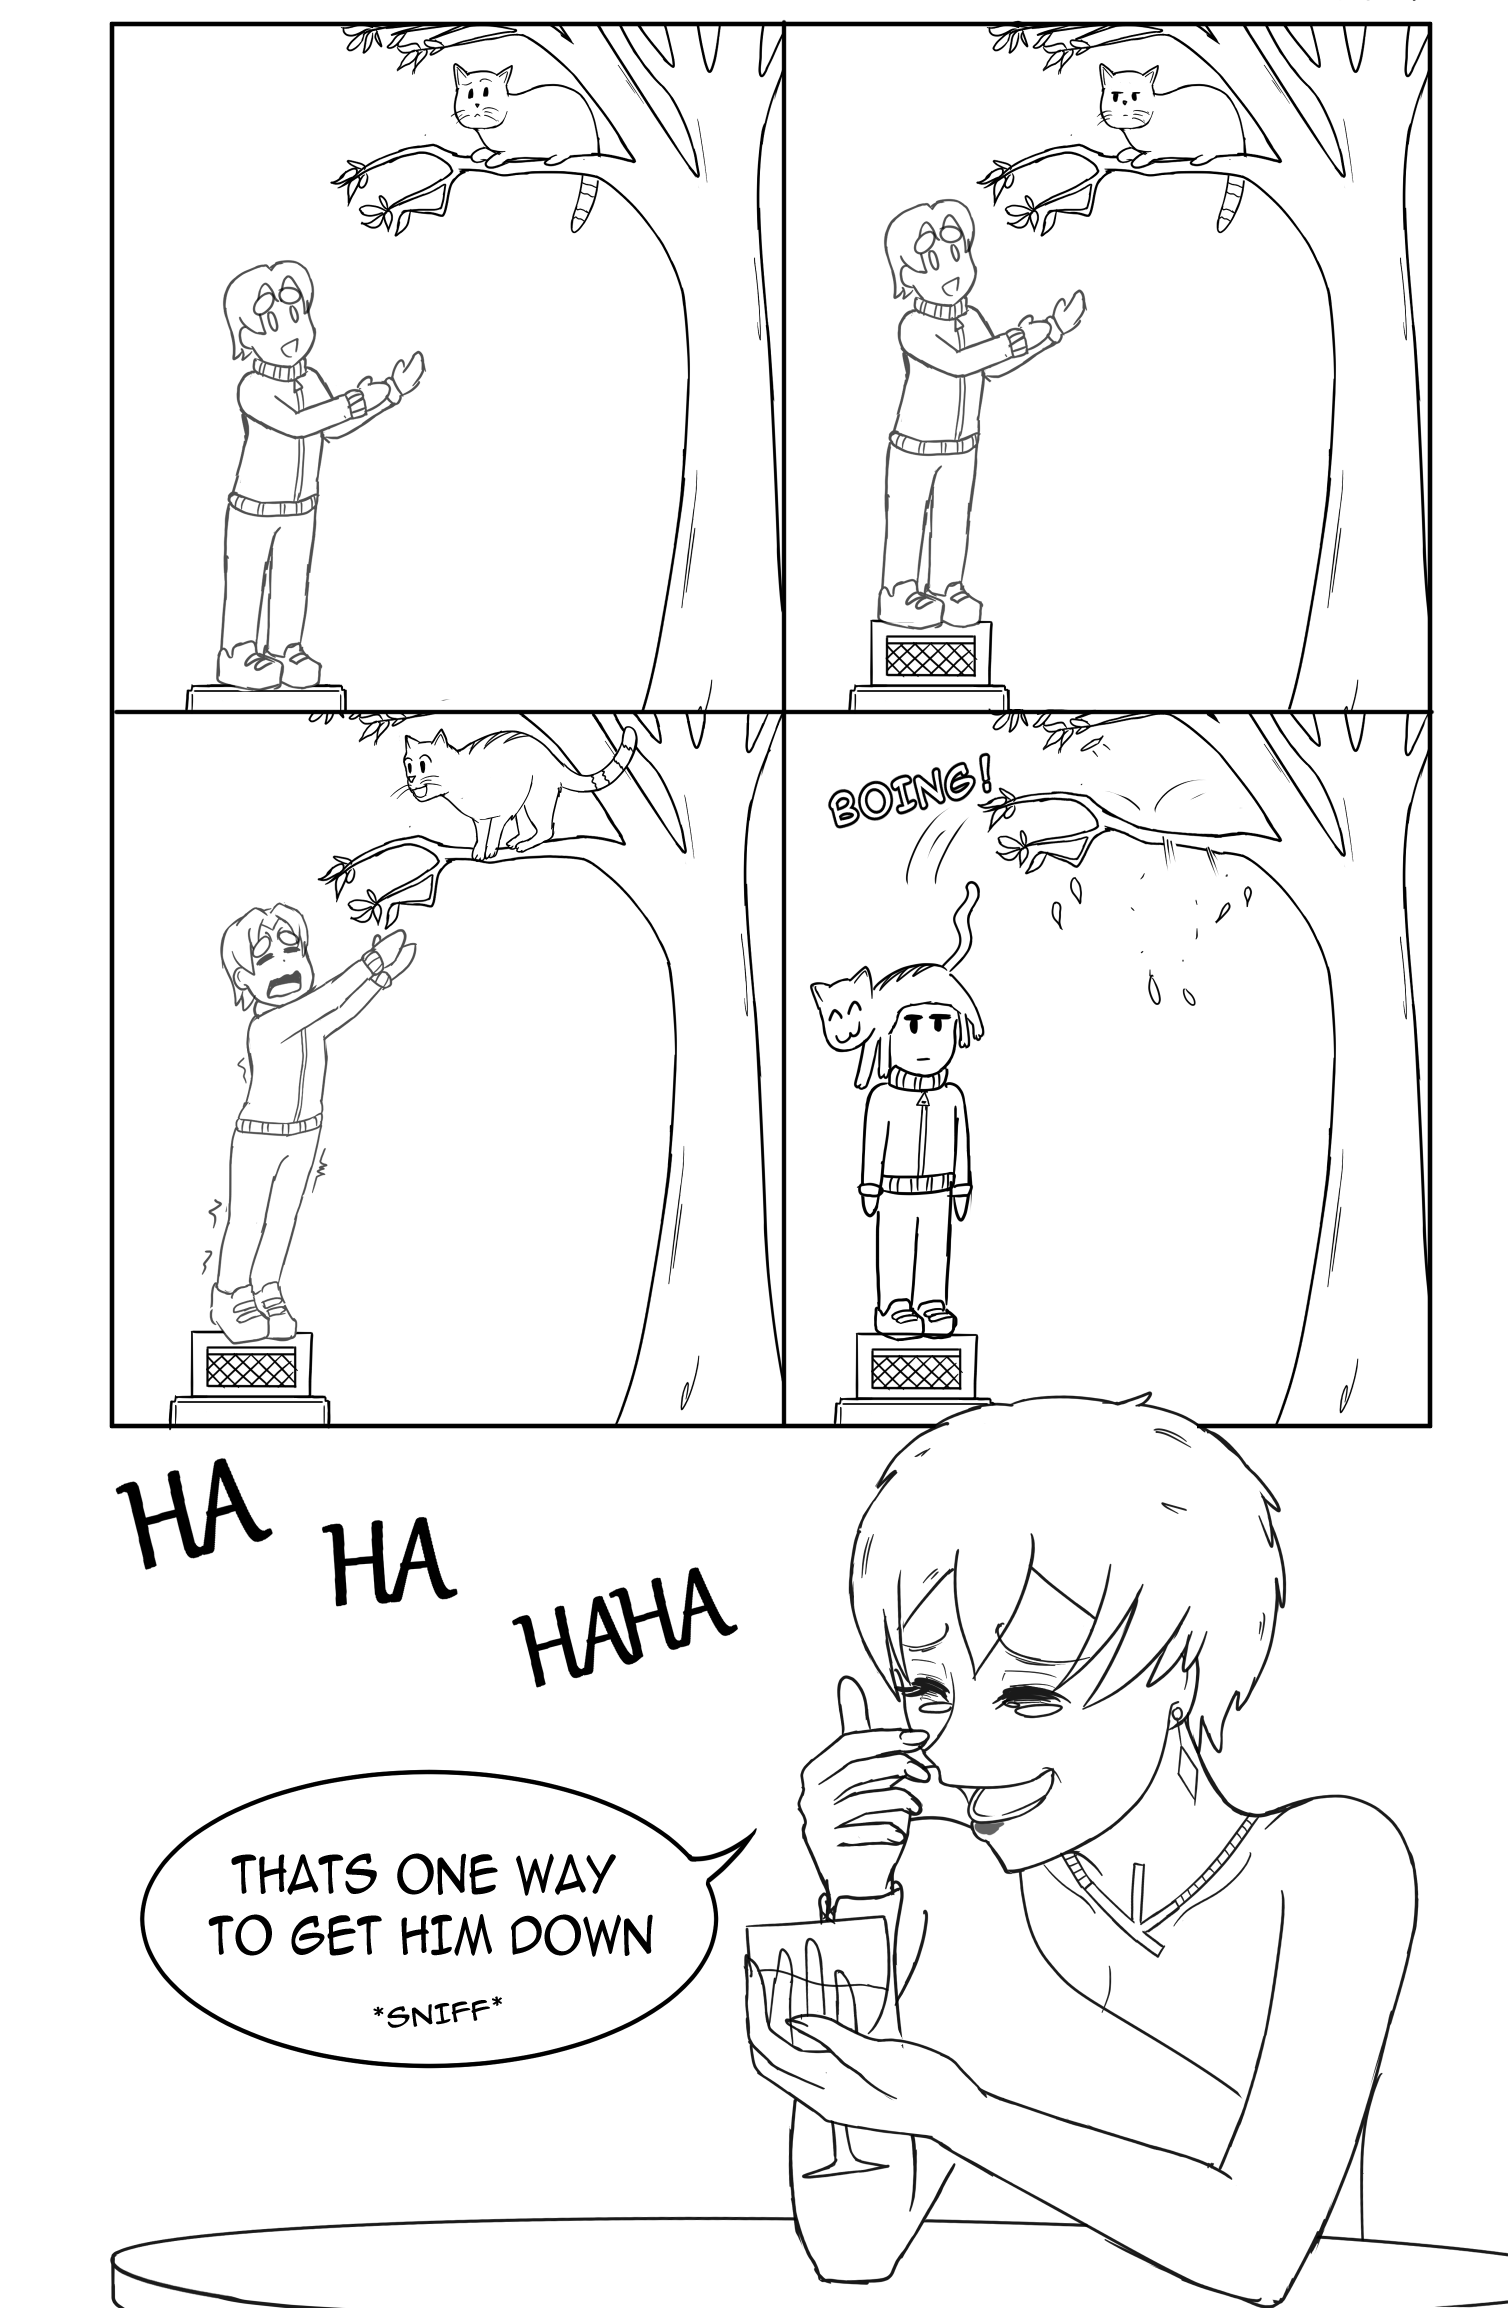 BOING!
HA
HA
HAHA
THATS ONE WAY
TO GET HIM DOWN
*SNIFF*